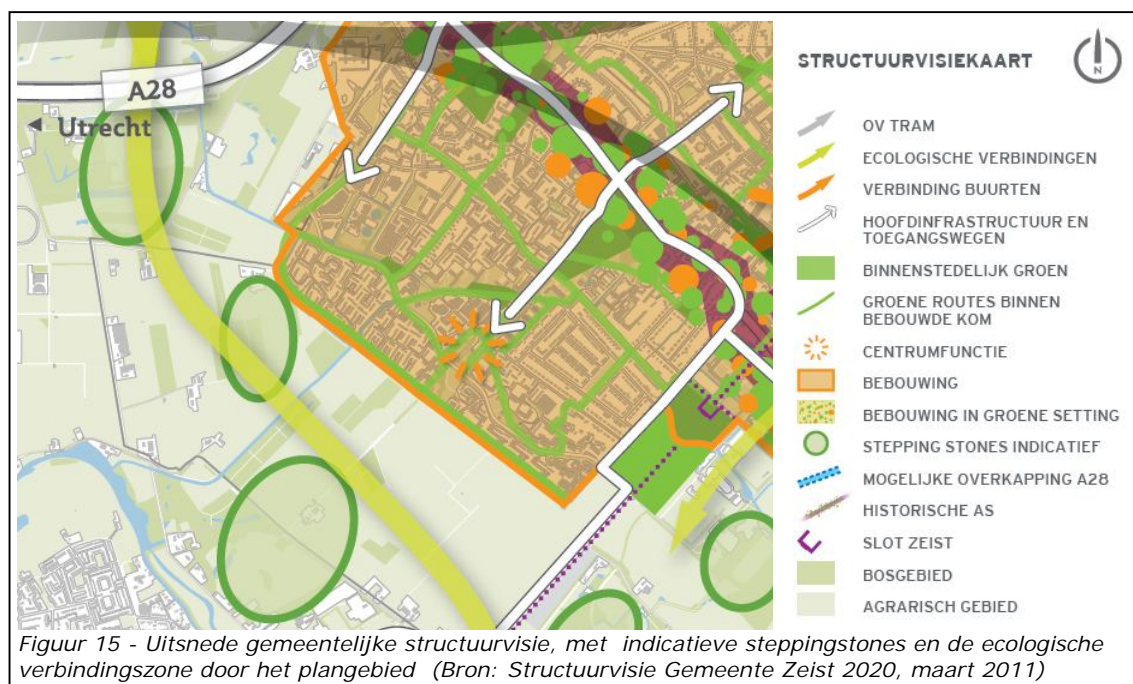 A28
Utrecht
STRUCTUURVISIEKAART
N
OV TRAM
ECOLOGISCHE VERBINDINGEN
VERBINDING BUURTEN
HOOFDINFRASTRUCTUUR EN
TOEGANGSWEGEN
BINNENSTEDELIJK GROEN
GROENE ROUTES BINNEN
BEBOUWDE KOM
CENTRUMFUNCTIE
BEBOUWING
BEBOUWING IN GROENE SETTING
STEPPING STONES INDICATIEF
MOGELIJKE OVERKAPPING A28
HISTORISCHE AS
SLOT ZEIST
BOSGEBIED
AGRARISCH GEBIED
Figuur 15 - Uitsnede gemeentelijke structuurvisie, met indicatieve steppingstones en de ecologische
verbindingszone door het plangebied (Bron: Structuurvisie Gemeente Zeist 2020, maart 2011)